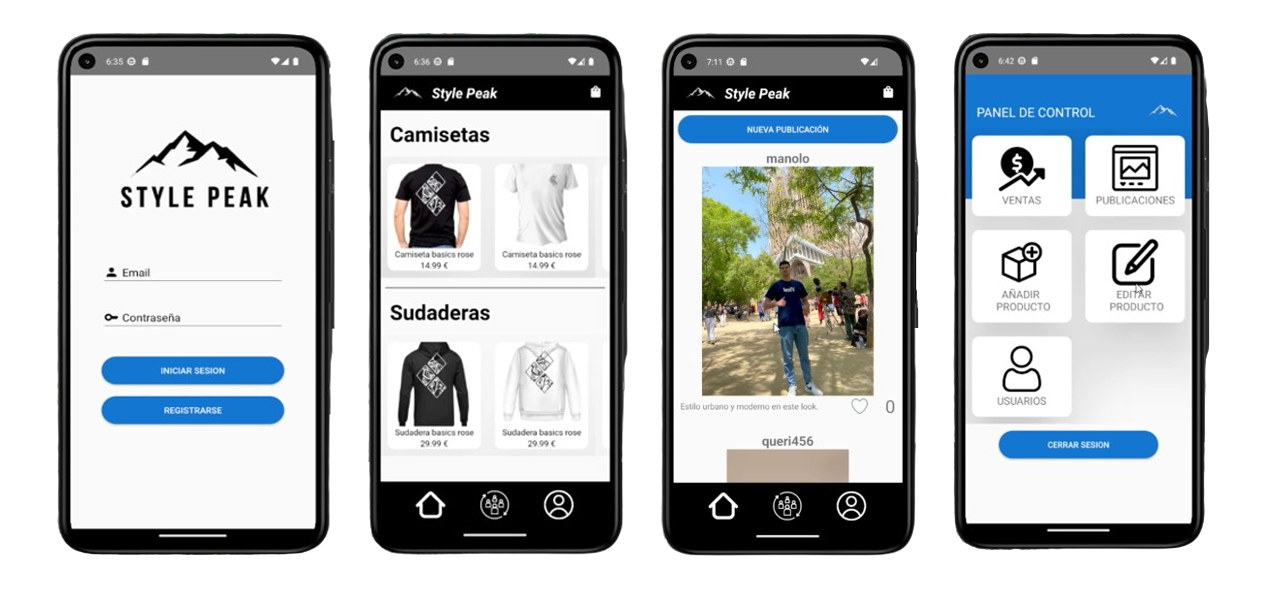 6:35
STYLE PEAK
Email
Contraseña
INICIAR SESION
REGISTRARSE
6:36
Style Peak
Camisetas
Camiseta basics rose
14.99 €
Camiseta basics rose
14.99 €
Sudaderas
Sudadera basics rose
29.99 €
Sudadera basics rose
29.99 €
7:11
Style Peak
NUEVA PUBLICACIÓN
manolo
Estilo urbano y moderno en este look.
0
queri456
6:42
PANEL DE CONTROL
VENTAS
PUBLICACIONES
AÑADIR
PRODUCTO
EDITAR
PRODUCTO
USUARIOS
CERRAR SESION